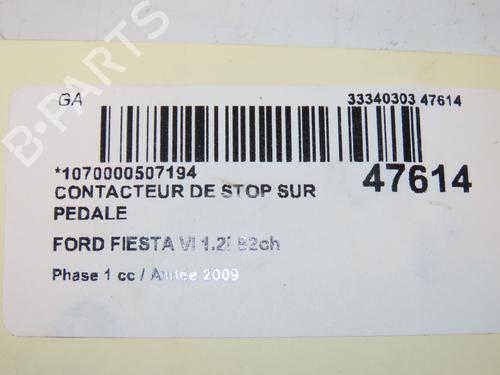 GA 33340303 47614
*1070000507194 47614
CONTACTEUR DE STOP SUR
PEDALE
FORD FIESTA VI 1.2i 82ch
Phase 1 cc / Année 2009
B-PARTS